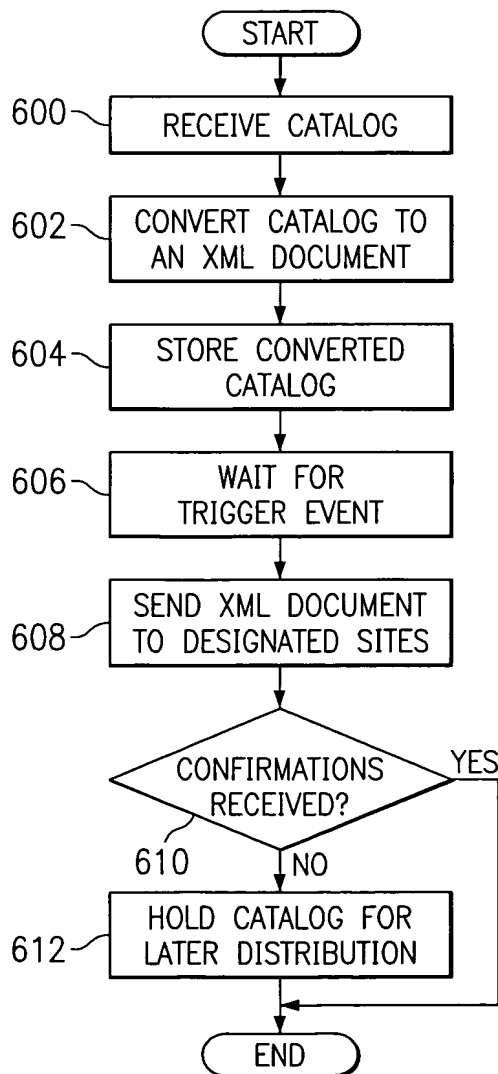 START
600
RECEIVE CATALOG
602
CONVERT CATALOG TO
AN XML DOCUMENT
604
STORE CONVERTED
CATALOG
606
WAIT FOR
TRIGGER EVENT
608
SEND XML DOCUMENT
TO DESIGNATED SITES
CONFIRMATIONS
RECEIVED?
YES
610
NO
612
HOLD CATALOG FOR
LATER DISTRIBUTION
END